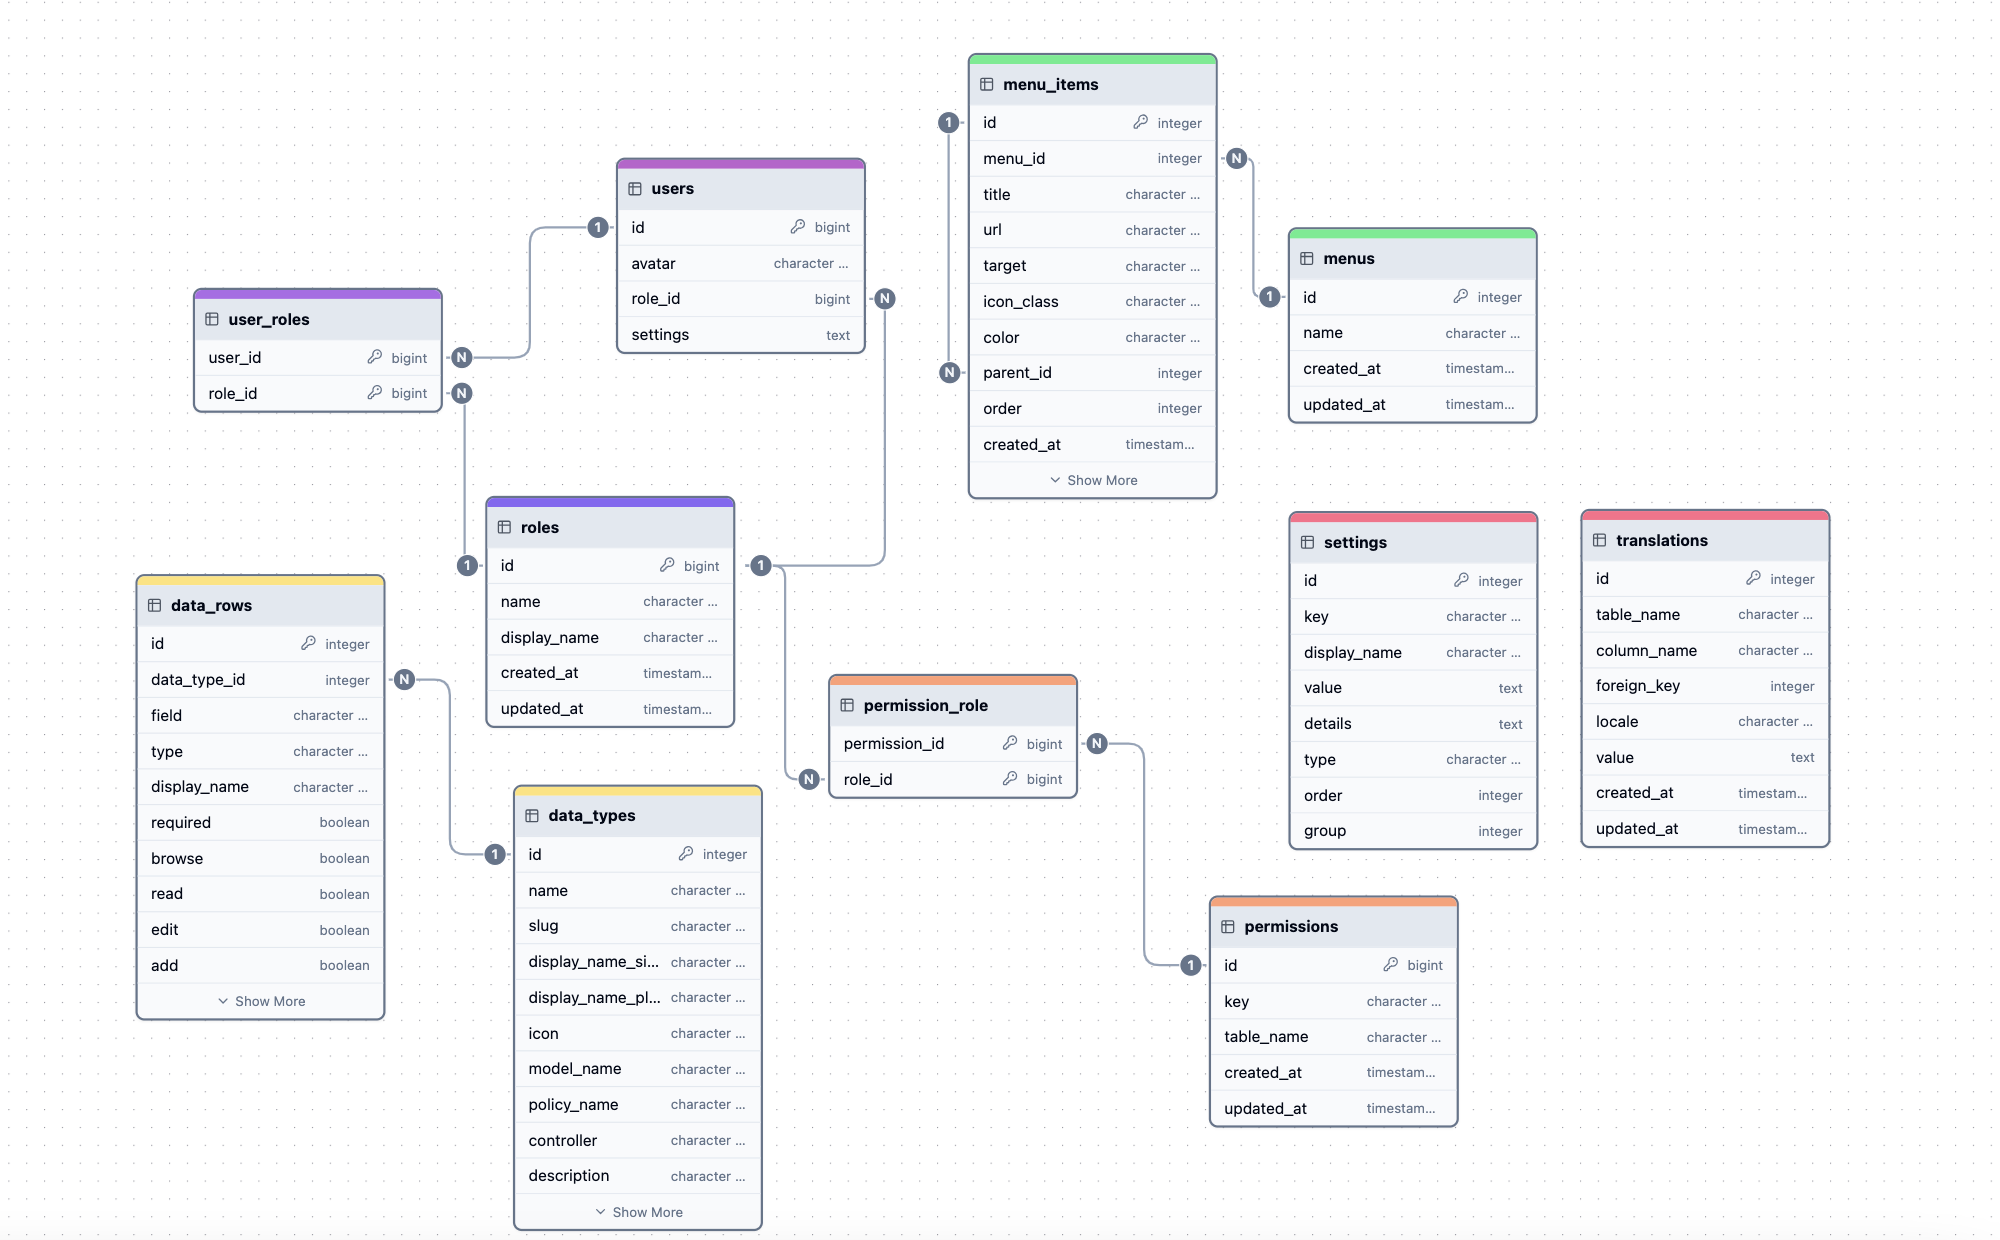 menu_items
1
id integer
menu_id integer
N
title character ...
url character ...
target character ...
icon_class character ...
color character ...
N
parent_id integer
order integer
created_at timestam...
Show More
users
1
id bigint
avatar character ...
role_id bigint
N
settings text
menus
1
id integer
name character ...
created_at timestam...
updated_at timestam...
user_roles
user_id bigint
N
role_id bigint
N
roles
1
id bigint
1
name character ...
display_name character ...
created_at timestam...
updated_at timestam...
settings
id integer
key character ...
display_name character ...
value text
details text
type character ...
order integer
group integer
translations
id integer
table_name character ...
column_name character ...
foreign_key integer
locale character ...
value text
created_at timestam...
updated_at timestam...
data_rows
id integer
data_type_id integer
N
field character ...
type character ...
display_name character ...
required boolean
browse boolean
read boolean
edit boolean
add boolean
Show More
permission_role
permission_id bigint
N
N
role_id bigint
data_types
1
id integer
name character ...
slug character ...
display_name_si... character ...
display_name_pl... character ...
icon character ...
model_name character ...
policy_name character ...
controller character ...
description character ...
Show More
permissions
1
id bigint
key character ...
table_name character ...
created_at timestam...
updated_at timestam...